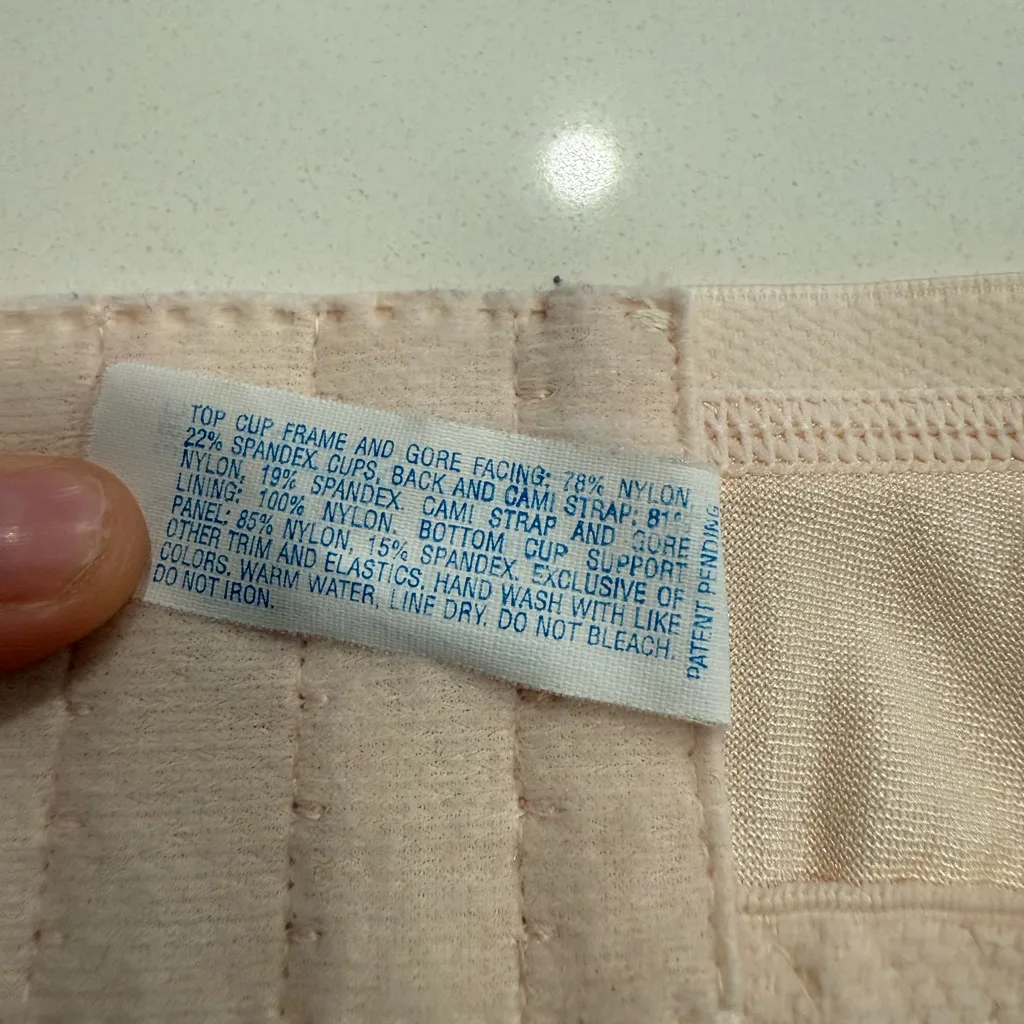 TOP CUP FRAME AND GORE FACING: 78% NYLON,
22% SPANDEX. CUPS, BACK AND CAMI STRAP: 81%
NYLON, 19% SPANDEX. CAMI STRAP AND GORE
LINING: 100% NYLON. BOTTOM CUP SUPPORT
PANEL: 85% NYLON, 15% SPANDEX. EXCLUSIVE OF
OTHER TRIM AND ELASTICS. HAND WASH WITH LIKE
COLORS, WARM WATER, LINE DRY. DO NOT BLEACH.
DO NOT IRON.
PATENT PENDING